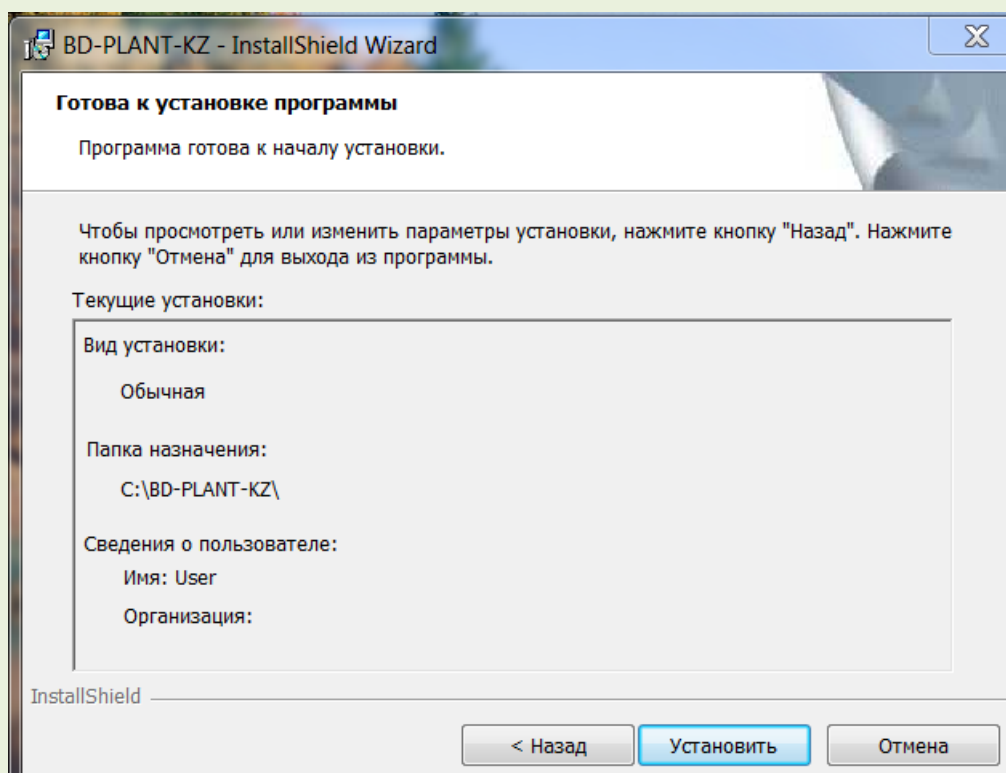 BD-PLANT-KZ - InstallShield Wizard
Готова к установке программы
Программа готова к началу установки.
Чтобы просмотреть или изменить параметры установки, нажмите кнопку "Назад". Нажмите
кнопку "Отмена" для выхода из программы.
Текущие установки:
Вид установки:
Обычная
Папка назначения:
C:\BD-PLANT-KZ\
Сведения о пользователе:
Имя: User
Организация:
InstallShield
< Назад
Установить
Отмена